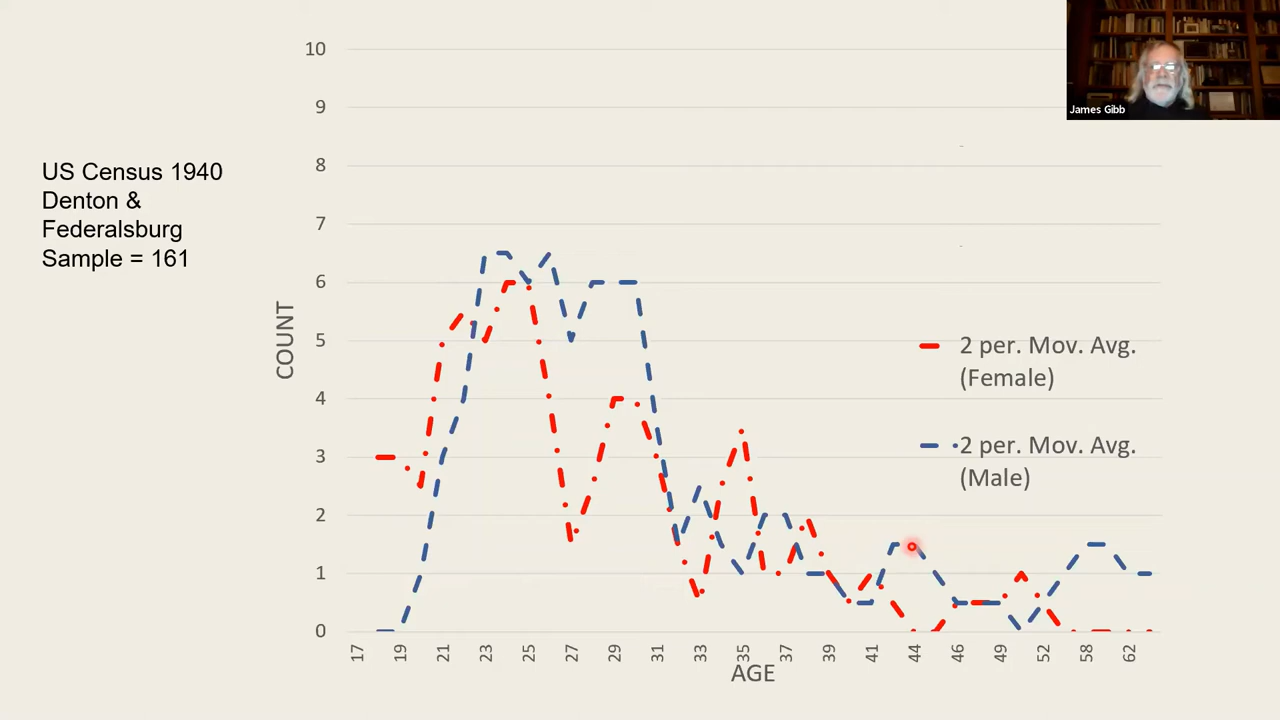 James Gibb
US Census 1940
Denton &
Federalsburg
Sample = 161
COUNT
10
9
8
7
6
5
4
3
2
1
0
2 per. Mov. Avg.
(Female)
2 per. Mov. Avg.
(Male)
17 19 21 23 25 27 29 31 33 35 37 39 41 44 46 49 52 58 62
AGE